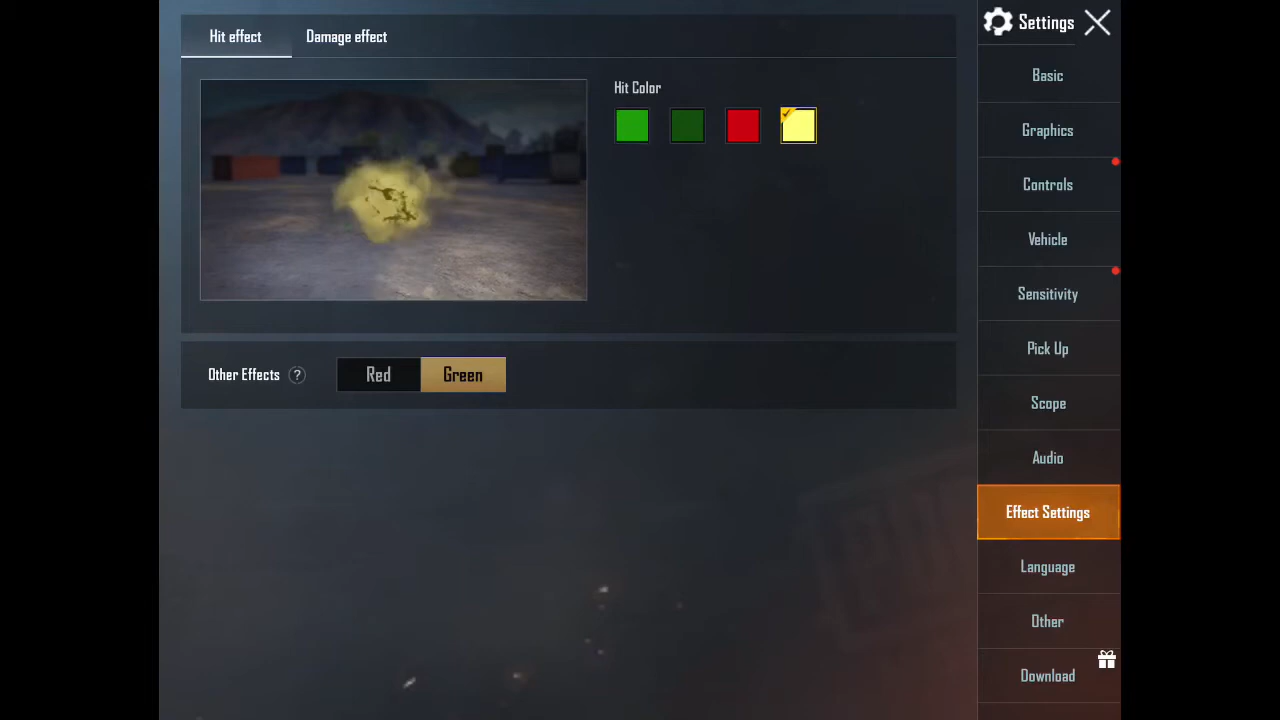 Hit effect
Damage effect
Hit Color
Other Effects ?
Red
Green
Settings
Basic
Graphics
Controls
Vehicle
Sensitivity
Pick Up
Scope
Audio
Effect Settings
Language
Other
Download